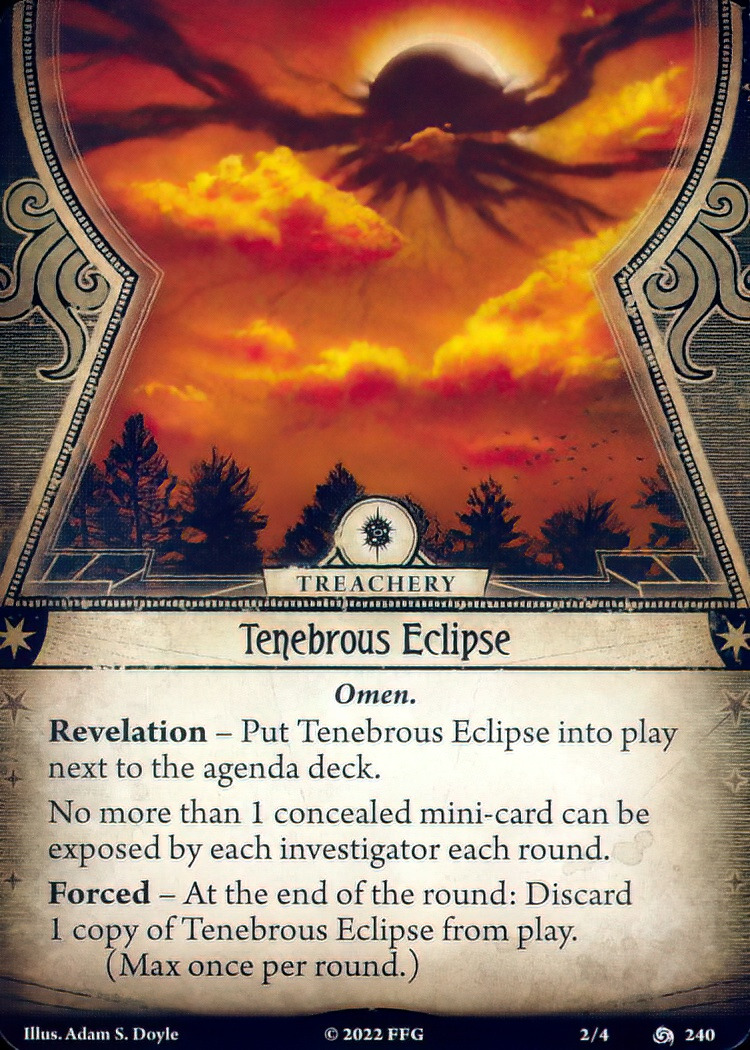 TREACHERY
Tenebrous Eclipse
Omen.
Revelation – Put Tenebrous Eclipse into play
next to the agenda deck.
No more than 1 concealed mini-card can be
exposed by each investigator each round.
Forced – At the end of the round: Discard
1 copy of Tenebrous Eclipse from play.
(Max once per round.)
Illus. Adam S. Doyle © 2022 FFG 2/4 240